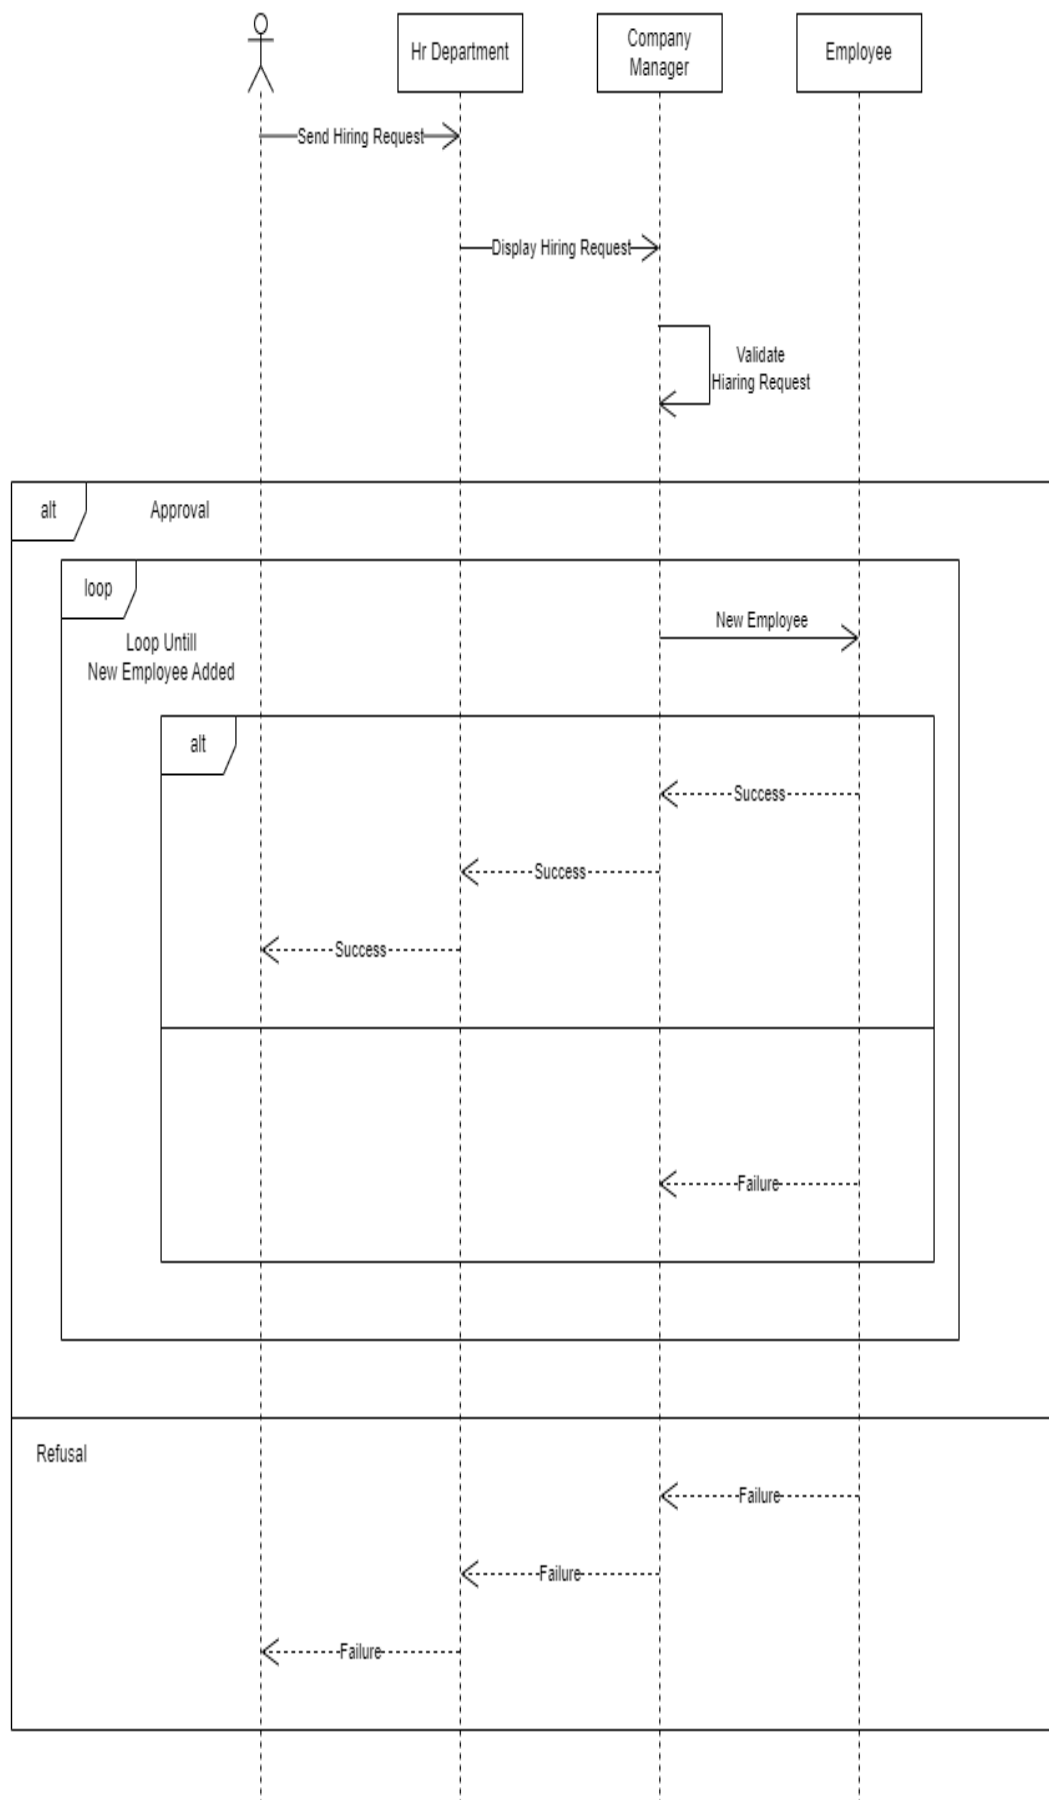 Hr Department
Company
Manager
Employee
Send Hiring Request
Display Hiring Request
Validate
Hiaring Request
alt
Approval
loop
New Employee
Loop Untill
New Employee Added
alt
Success
Success
Success
Failure
Refusal
Failure
Failure
Failure